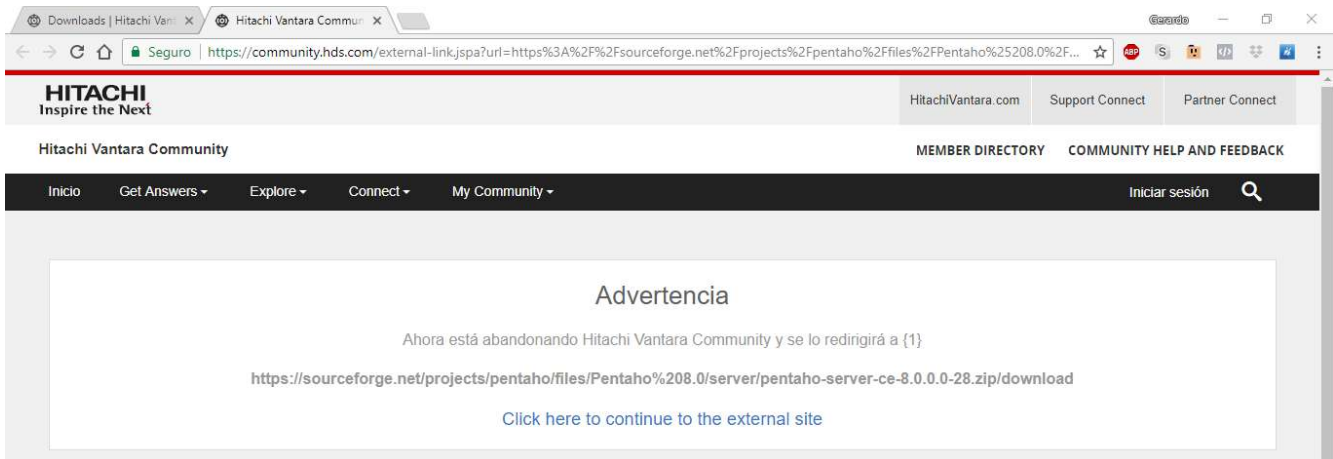 Downloads | Hitachi Van
Hitachi Vantara Commun
Gerardo
Seguro
https://community.hds.com/external-link.jspa?url=https%3A%2F%2Fsourceforge.net%2Fprojects%2Fpentaho%2Ffiles%2FPentaho%25208.0%2F...
ABP
S
HITACHI
Inspire the Next
HitachiVantara.com
Support Connect
Partner Connect
Hitachi Vantara Community
MEMBER DIRECTORY
COMMUNITY HELP AND FEEDBACK
Inicio
Get Answers
Explore
Connect
My Community
Iniciar sesión
Advertencia
Ahora está abandonando Hitachi Vantara Community y se lo redirigirá a {1}
https://sourceforge.net/projects/pentaho/files/Pentaho%208.0/server/pentaho-server-ce-8.0.0.0-28.zip/download
Click here to continue to the external site